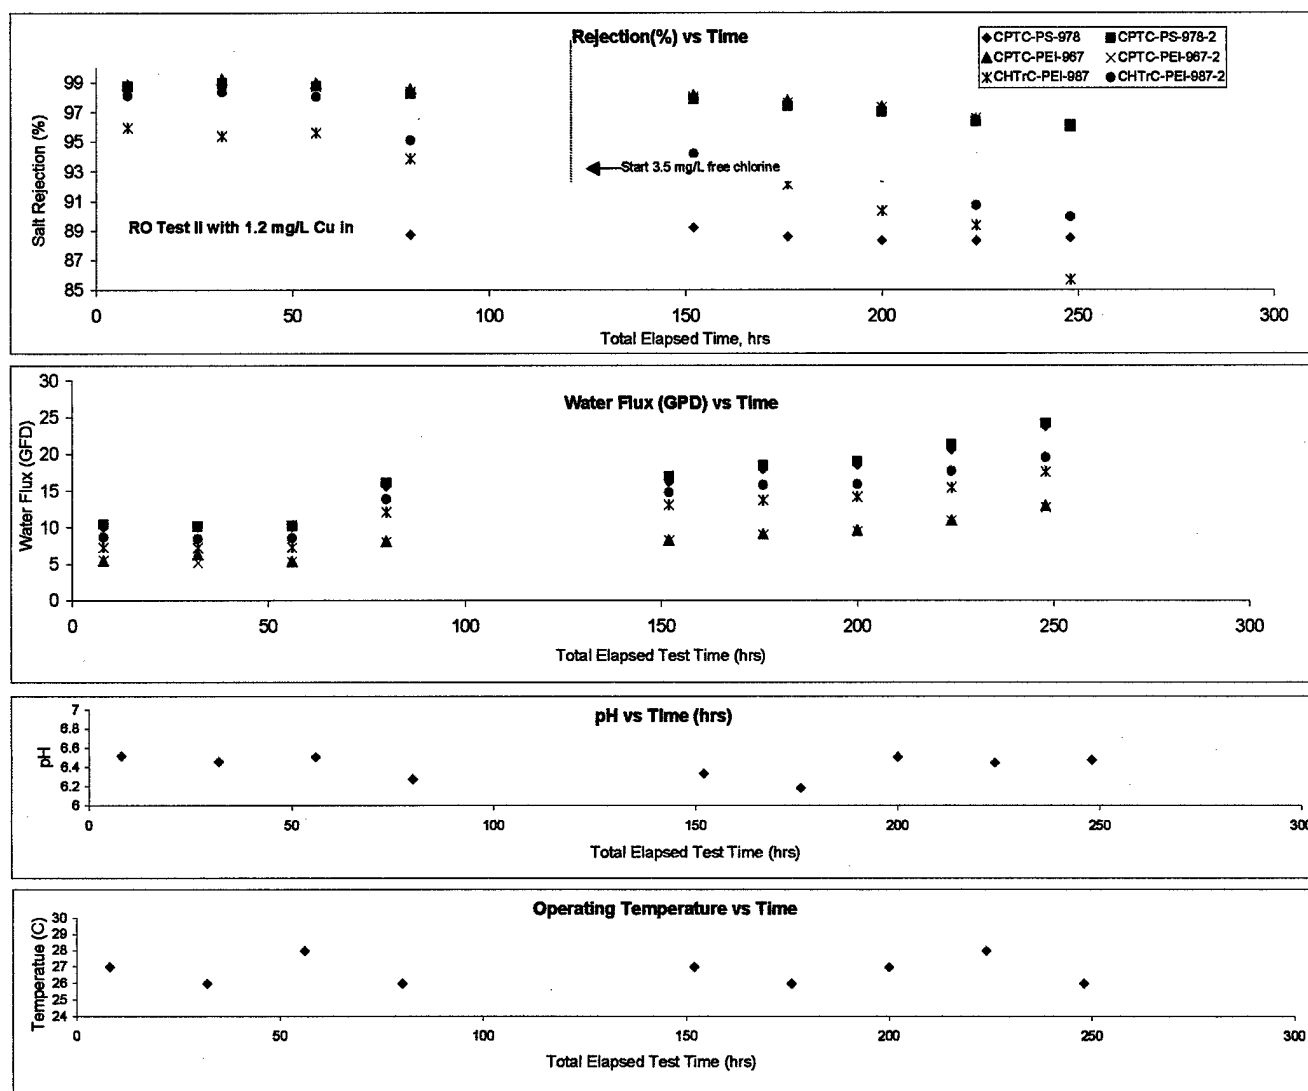 Rejection(%) vs Time
CPTC-PS-978 CPTC-PS-978-2
CPTC-PEI-967 CPTC-PEI-967-2
CHTrC-PEI-987 CHTrC-PEI-987-2
99
97
95
93
91
89
87
85
Salt Rejection (%)
Start 3.5 mg/L free chlorine
RO Test II with 1.2 mg/L Cu in
0 50 100 150 200 250 300
Total Elapsed Time, hrs
Water Flux (GPD) vs Time
30
25
20
15
10
5
0
Water Flux (GFD)
0 50 100 150 200 250 300
Total Elapsed Test Time (hrs)
pH vs Time (hrs)
7
6.8
6.6
6.4
6.2
6
pH
0 50 100 150 200 250 300
Total Elapsed Test Time (hrs)
Operating Temperature vs Time
30
29
28
27
26
25
24
Temperatue (C)
0 50 100 150 200 250 300
Total Elapsed Test Time (hrs)